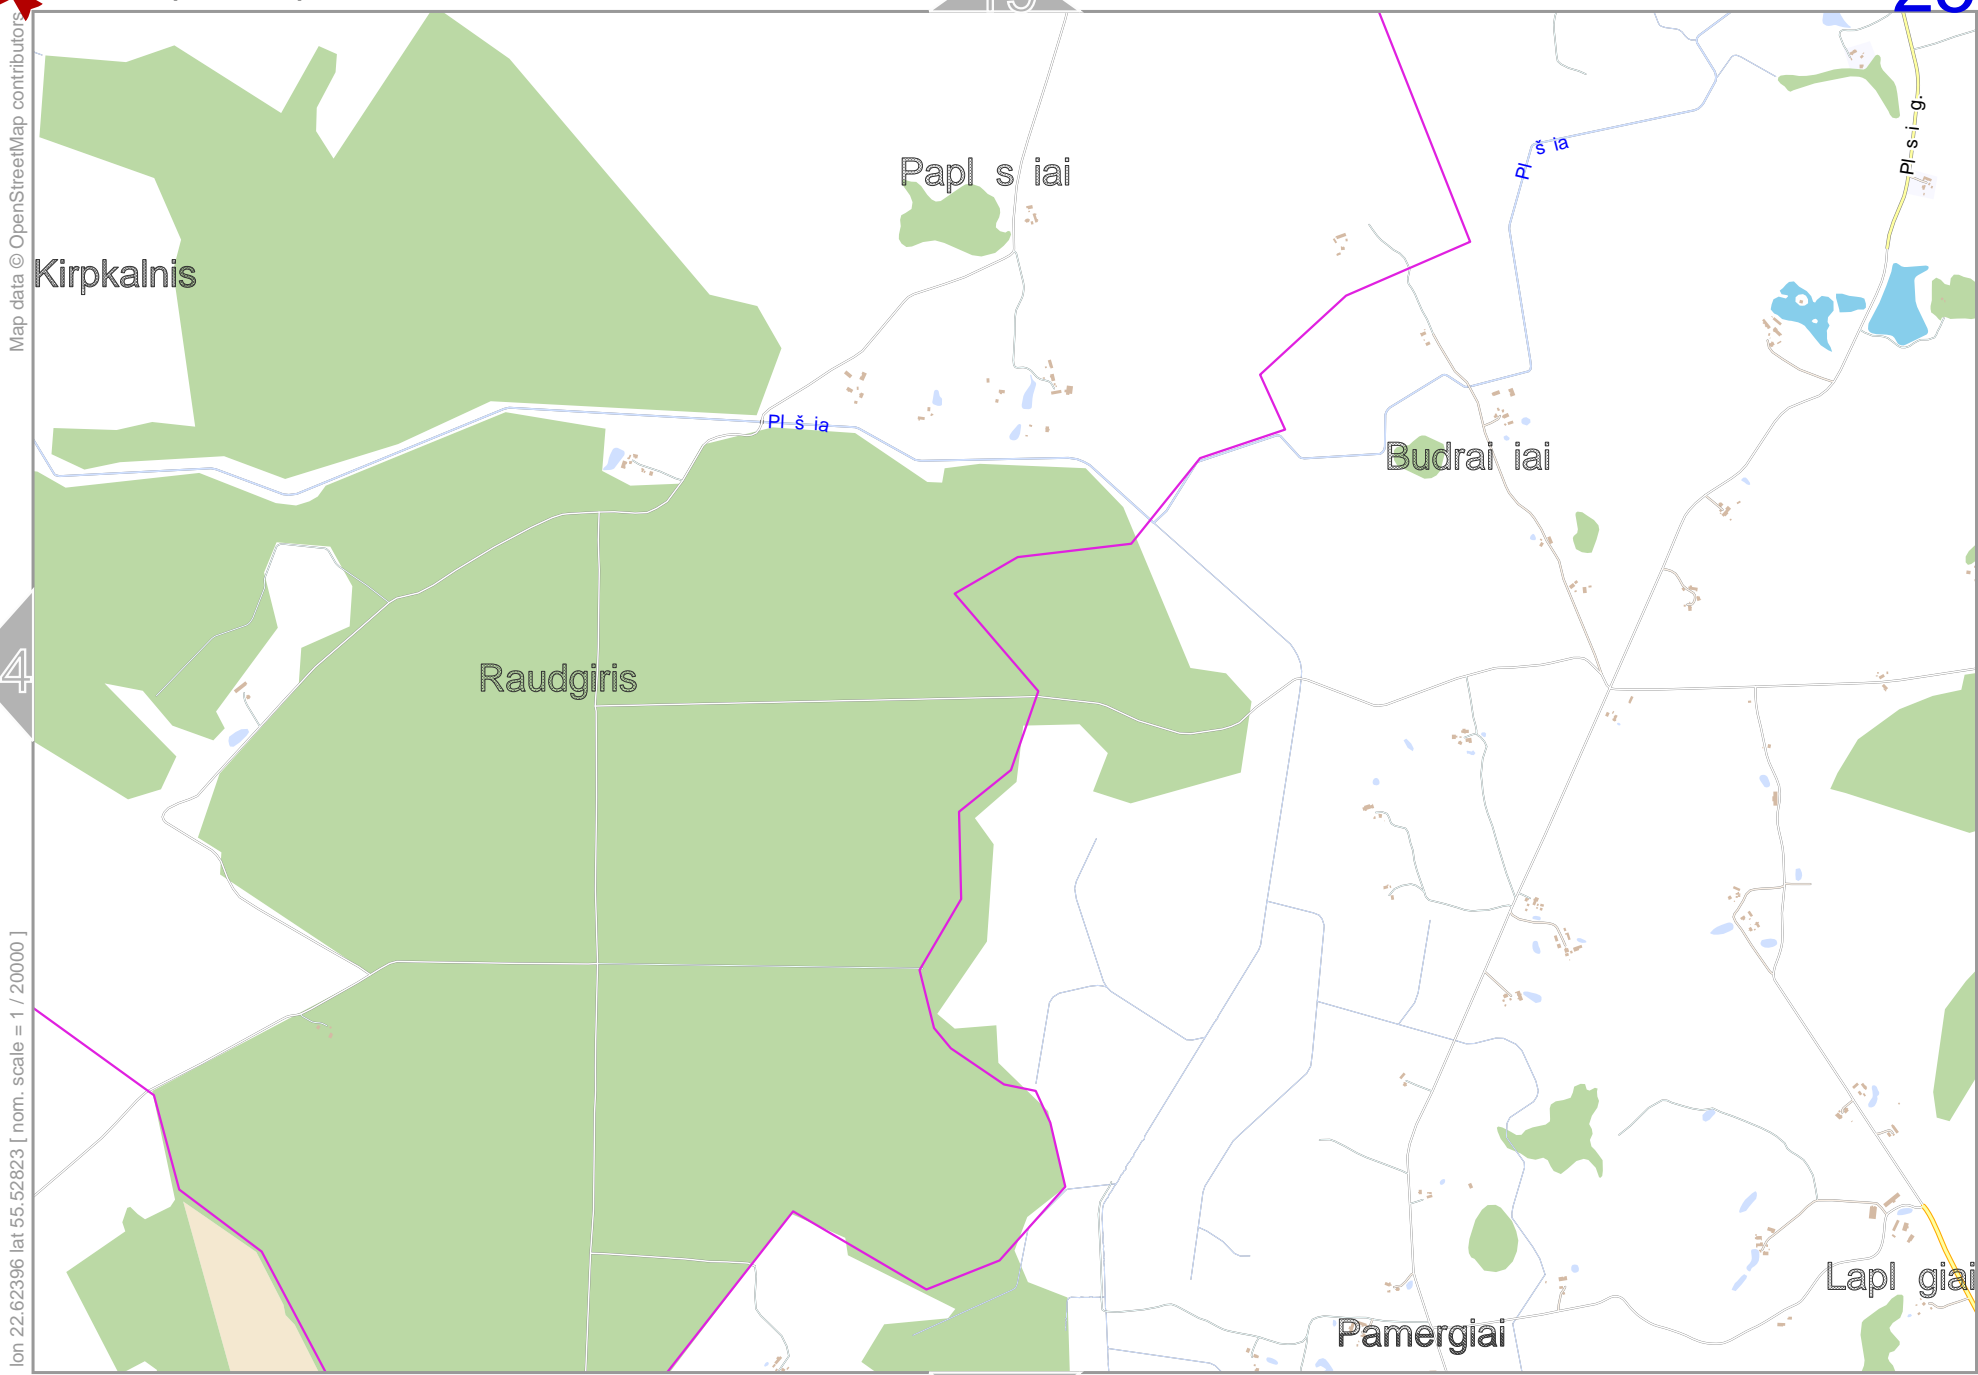 Map data © OpenStreetMap contributors
Papl s iai
Pl š ia
Pl s i g.
Kirpkalnis
Pl š ia
Budrai iai
4
Raudgiris
lon 22.62396 lat 55.52823 [ nom. scale = 1 / 20000 ]
Lapl giai
Pamergiai